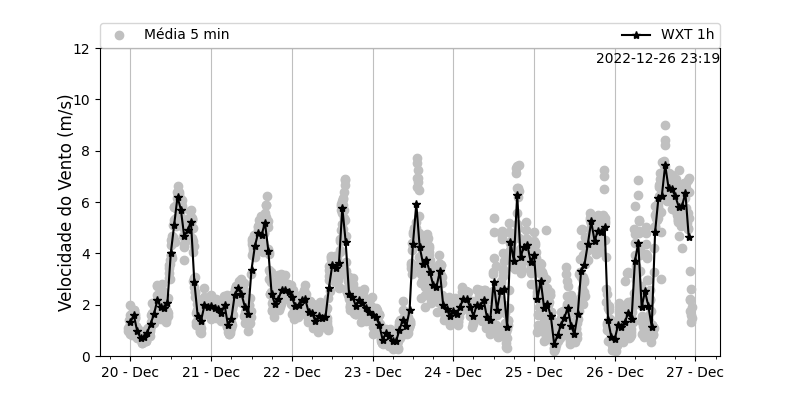 Média 5 min
WXT 1h
2022-12-26 23:19
Velocidade do Vento (m/s)
12
10
8
6
4
2
0
20 - Dec
21 - Dec
22 - Dec
23 - Dec
24 - Dec
25 - Dec
26 - Dec
27 - Dec